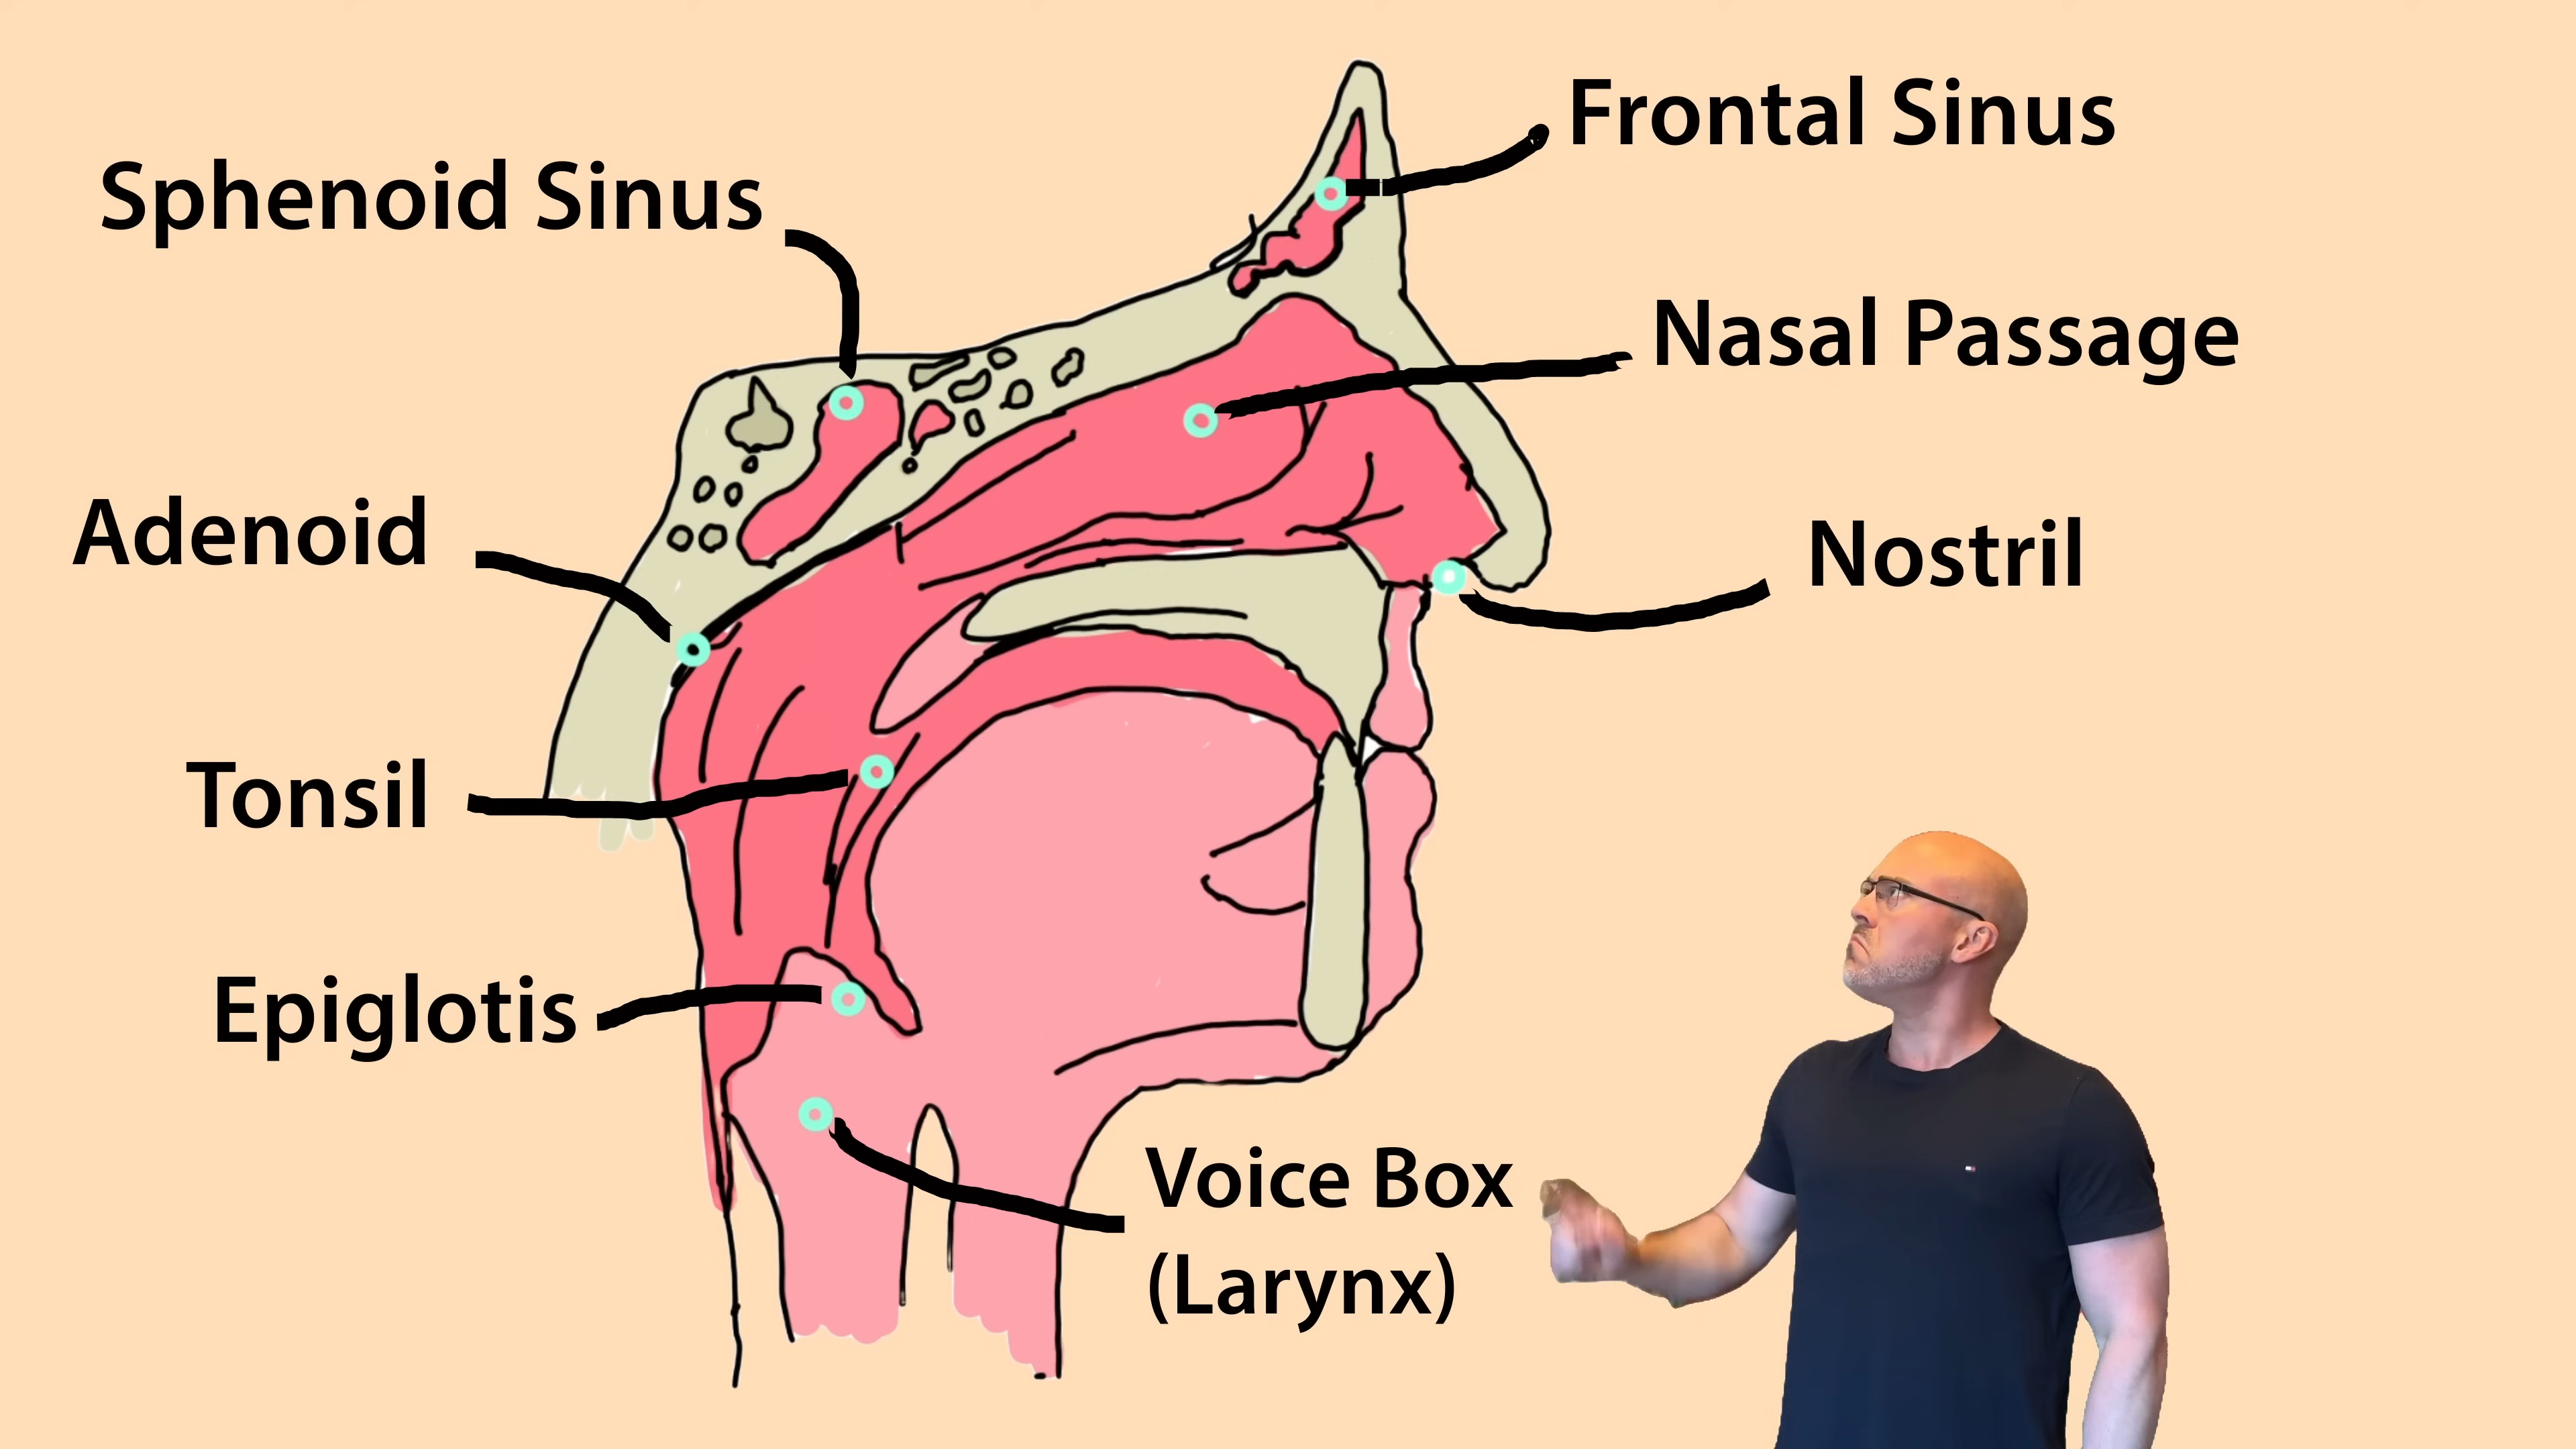 Frontal Sinus
Sphenoid Sinus
Nasal Passage
Adenoid
Nostril
Tonsil
Epiglotis
Voice Box
(Larynx)